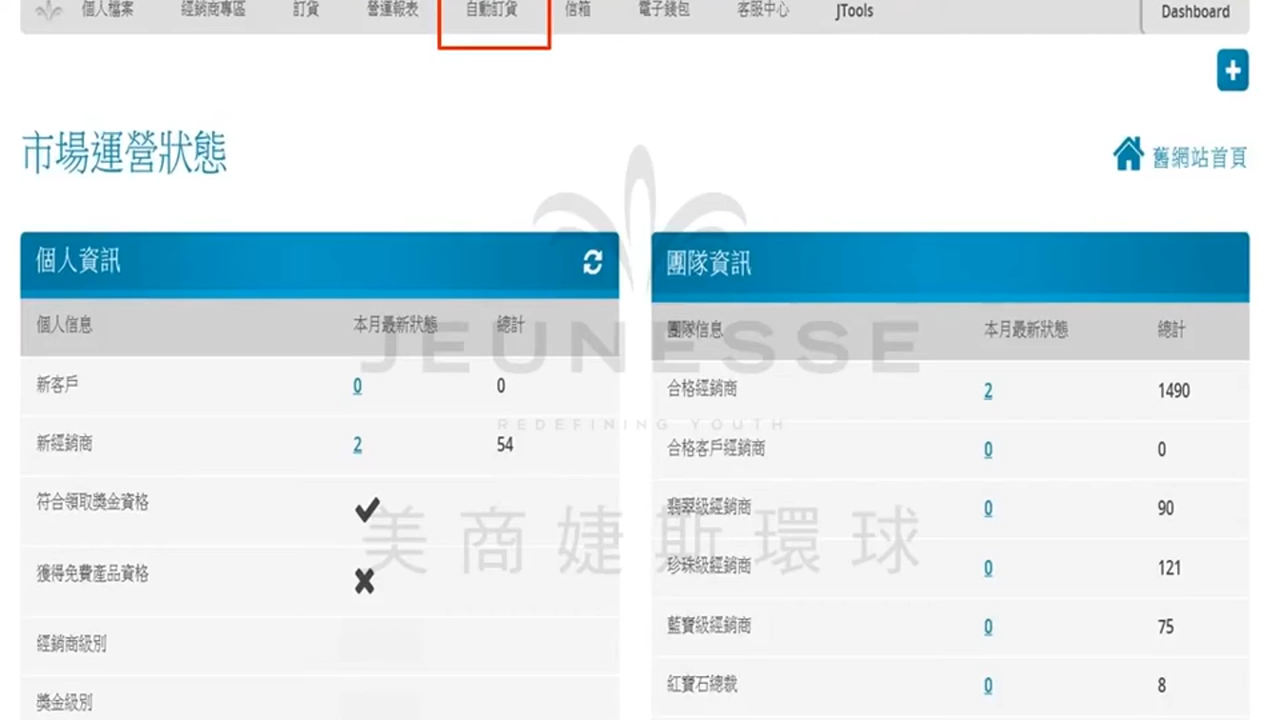 個人檔案 經銷商專區 訂貨 營運報表 自動訂貨 信箱 電子錢包 客服中心 JTools Dashboard
市場運營狀態
舊網站首頁
個人資訊
個人信息 本月最新狀態 總計
新客戶 0 0
新經銷商 2 54
符合領取獎金資格
獲得免費產品資格
經銷商級別
獎金級別
團隊資訊
團隊信息 本月最新狀態 總計
合格經銷商 2 1490
合格客戶經銷商 0 0
翡翠級經銷商 0 90
珍珠級經銷商 0 121
藍寶級經銷商 0 75
紅寶石總裁 0 8
JEUNESSE
REDEFINING YOUTH
美商婕斯環球